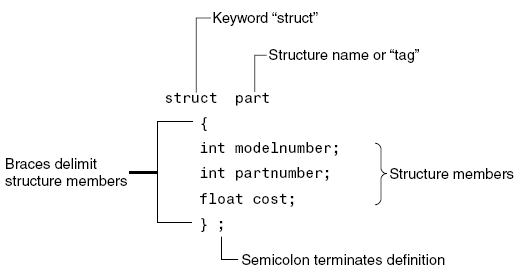 Keyword “struct”
Structure name or “tag”
struct part
{
int modelnumber;
Braces delimit
structure members
int partnumber;
Structure members
float cost;
} ;
Semicolon terminates definition